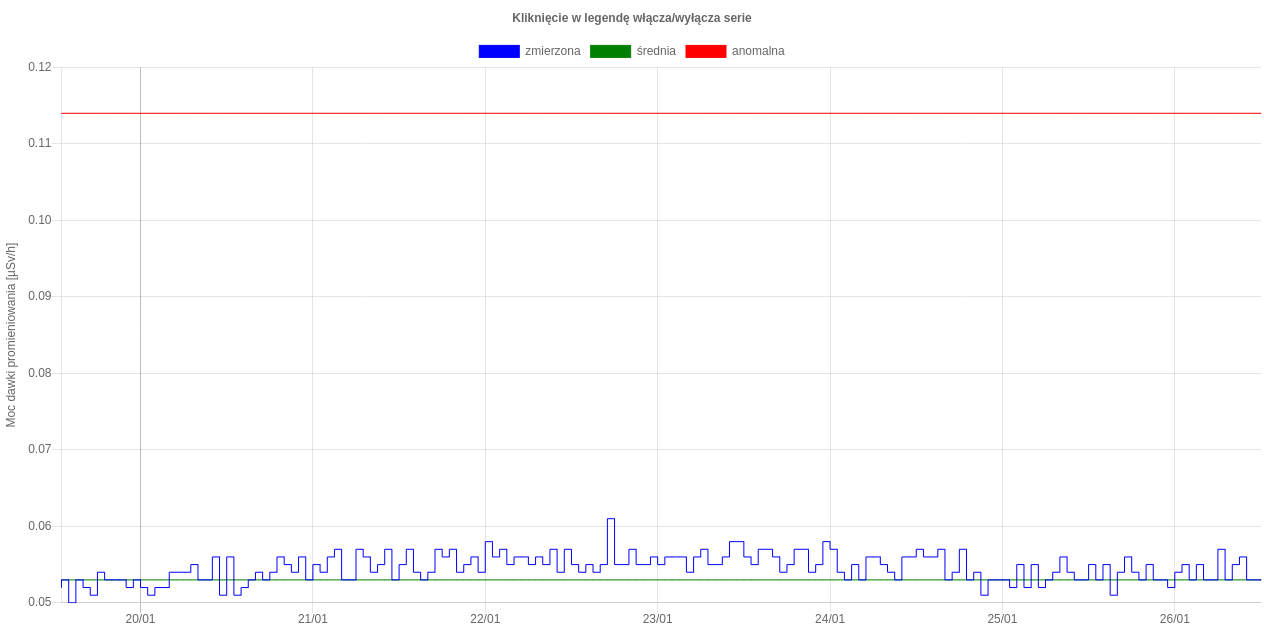 Kliknięcie w legendę włącza/wyłącza serie
zmierzona średnia anomalna
0.12
0.11
0.10
0.09
0.08
0.07
0.06
0.05
Moc dawki promieniowania [µSv/h]
20/01 21/01 22/01 23/01 24/01 25/01 26/01